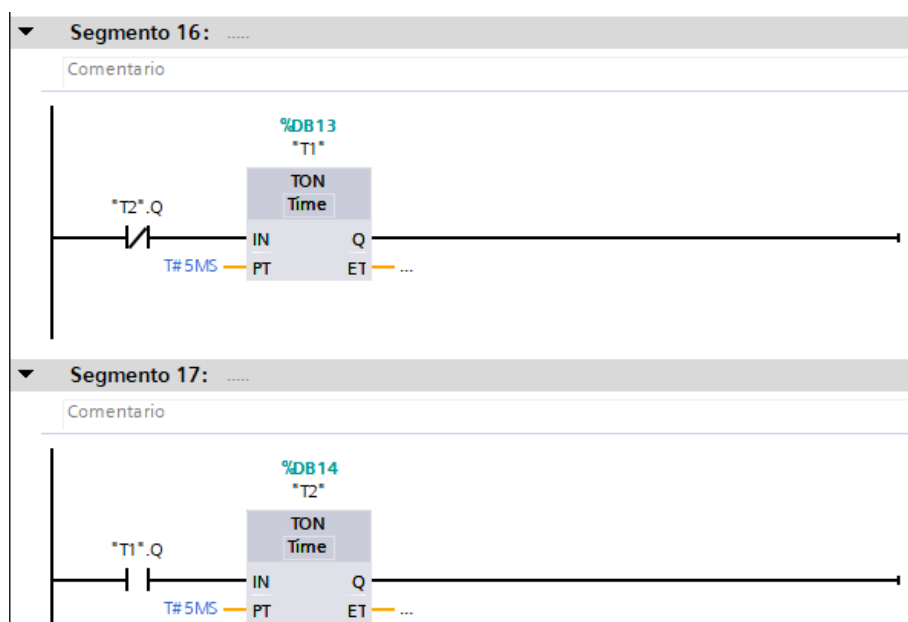 Segmento 16: .....
Comentario
%DB13
"T1"
TON
Time
"T2".Q
IN Q
T#5MS PT ET ...
Segmento 17: .....
Comentario
%DB14
"T2"
TON
Time
"T1".Q
IN Q
T#5MS PT ET ...